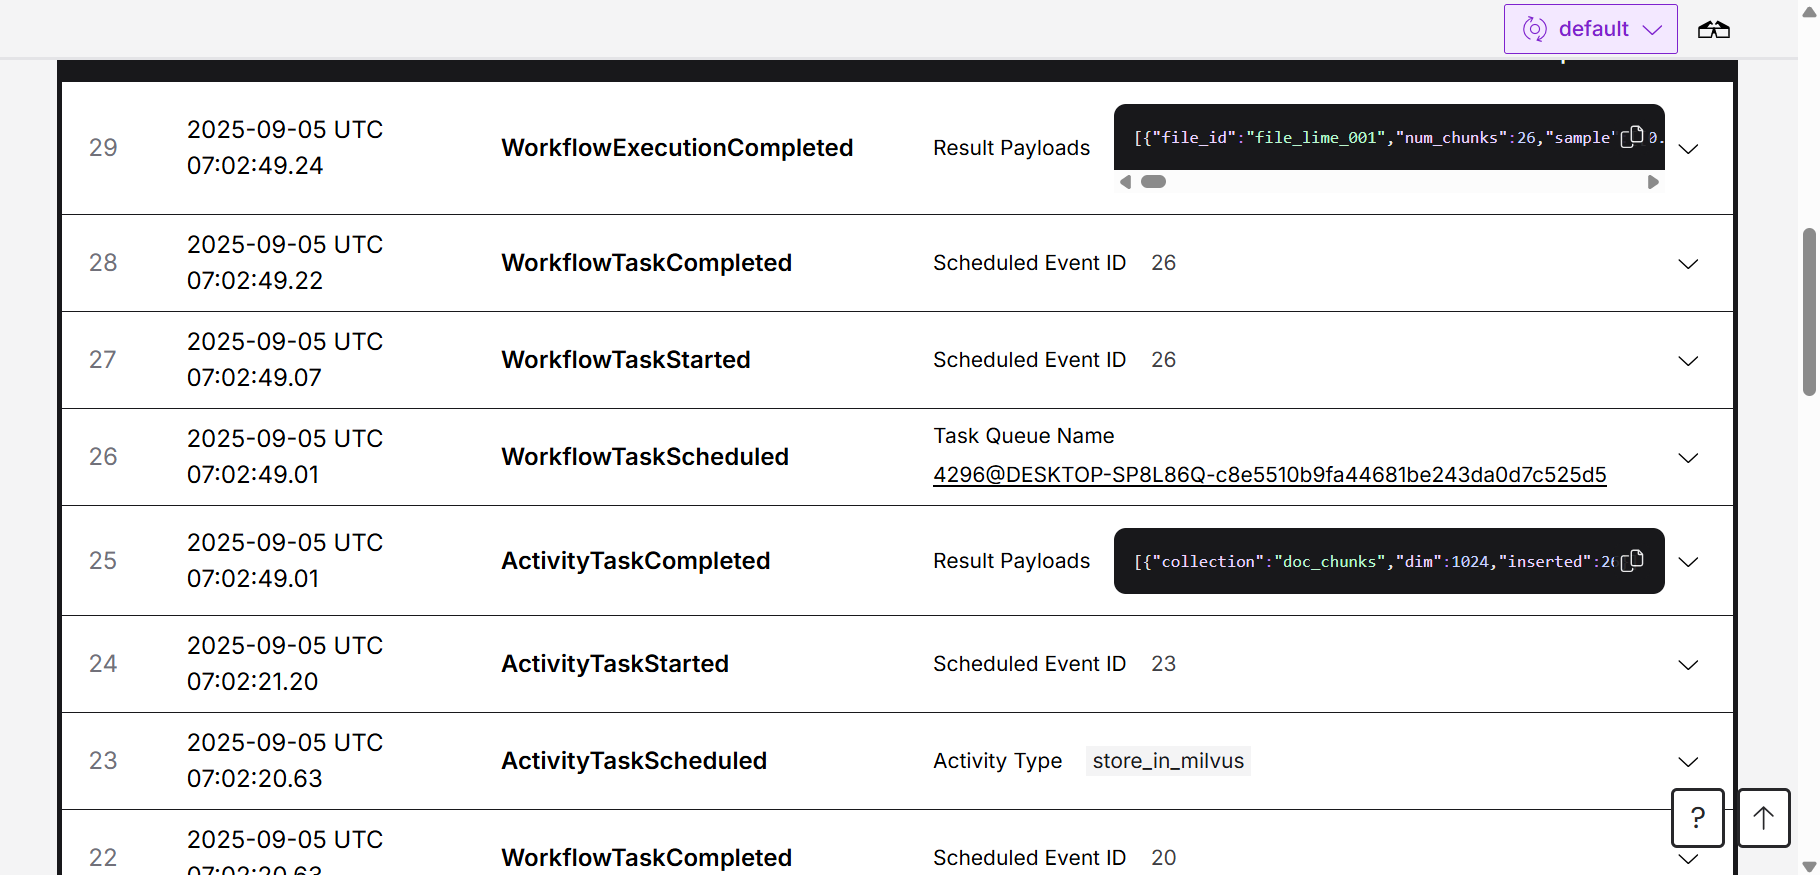 default
29
2025-09-05 UTC
07:02:49.24
WorkflowExecutionCompleted
Result Payloads
[{"file_id":"file_lime_001","num_chunks":26,"sample"
28
2025-09-05 UTC
07:02:49.22
WorkflowTaskCompleted
Scheduled Event ID 26
27
2025-09-05 UTC
07:02:49.07
WorkflowTaskStarted
Scheduled Event ID 26
26
2025-09-05 UTC
07:02:49.01
WorkflowTaskScheduled
Task Queue Name
4296@DESKTOP-SP8L86Q-c8e5510b9fa44681be243da0d7c525d5
25
2025-09-05 UTC
07:02:49.01
ActivityTaskCompleted
Result Payloads
[{"collection":"doc_chunks","dim":1024,"inserted":26
24
2025-09-05 UTC
07:02:21.20
ActivityTaskStarted
Scheduled Event ID 23
23
2025-09-05 UTC
07:02:20.63
ActivityTaskScheduled
Activity Type store_in_milvus
22
2025-09-05 UTC
07:02:20.63
WorkflowTaskCompleted
Scheduled Event ID 20
?